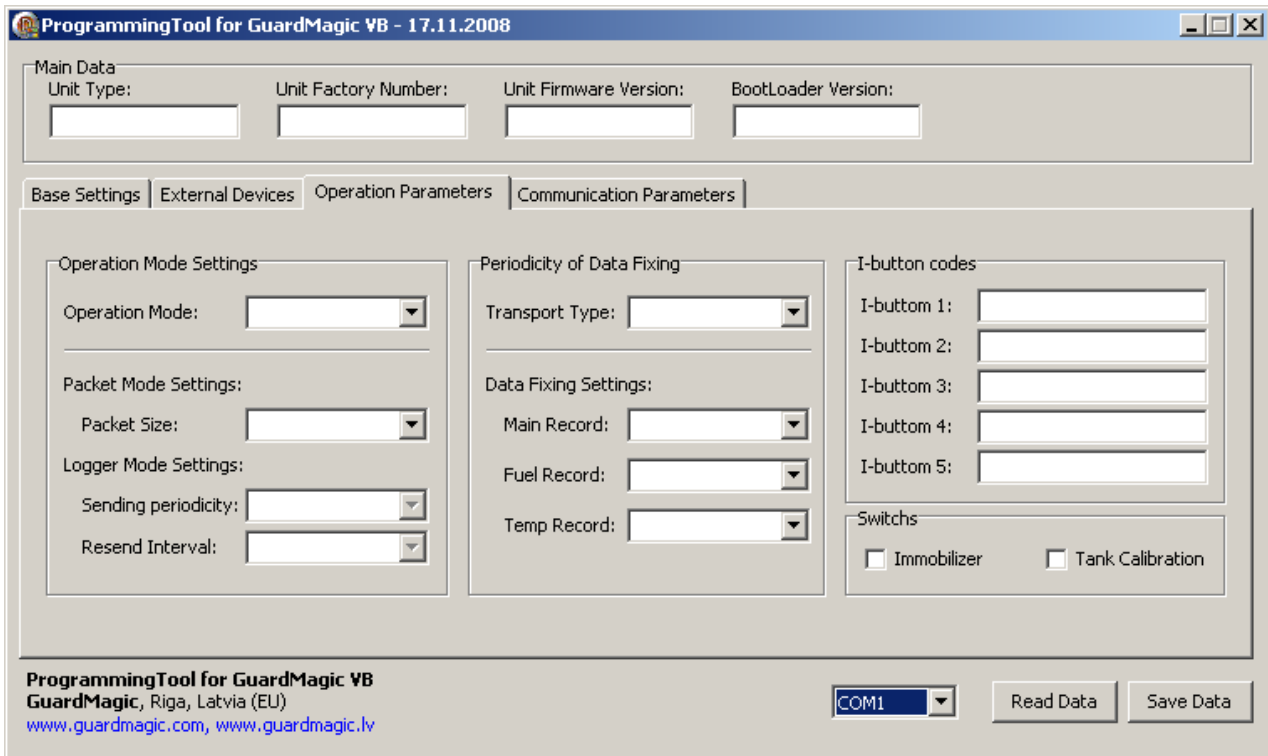 ProgrammingTool for GuardMagic VB - 17.11.2008
Main Data
Unit Type: Unit Factory Number: Unit Firmware Version: BootLoader Version:
Base Settings External Devices Operation Parameters Communication Parameters
Operation Mode Settings
Operation Mode:
Packet Mode Settings:
Packet Size:
Logger Mode Settings:
Sending periodicity:
Resend Interval:
Periodicity of Data Fixing
Transport Type:
Data Fixing Settings:
Main Record:
Fuel Record:
Temp Record:
I-button codes
I-buttom 1:
I-buttom 2:
I-buttom 3:
I-buttom 4:
I-buttom 5:
Switchs
Immobilizer Tank Calibration
ProgrammingTool for GuardMagic VB
GuardMagic, Riga, Latvia (EU)
www.guardmagic.com, www.guardmagic.lv
COM1 Read Data Save Data